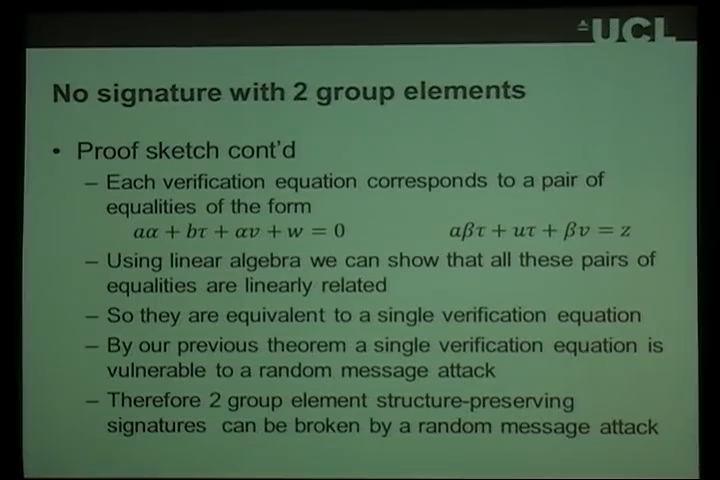 UCL
No signature with 2 group elements
• Proof sketch cont'd
– Each verification equation corresponds to a pair of
equalities of the form
aα + bτ + αv + w = 0 aβτ + uτ + βv = z
– Using linear algebra we can show that all these pairs of
equalities are linearly related
– So they are equivalent to a single verification equation
– By our previous theorem a single verification equation is
vulnerable to a random message attack
– Therefore 2 group element structure-preserving
signatures can be broken by a random message attack